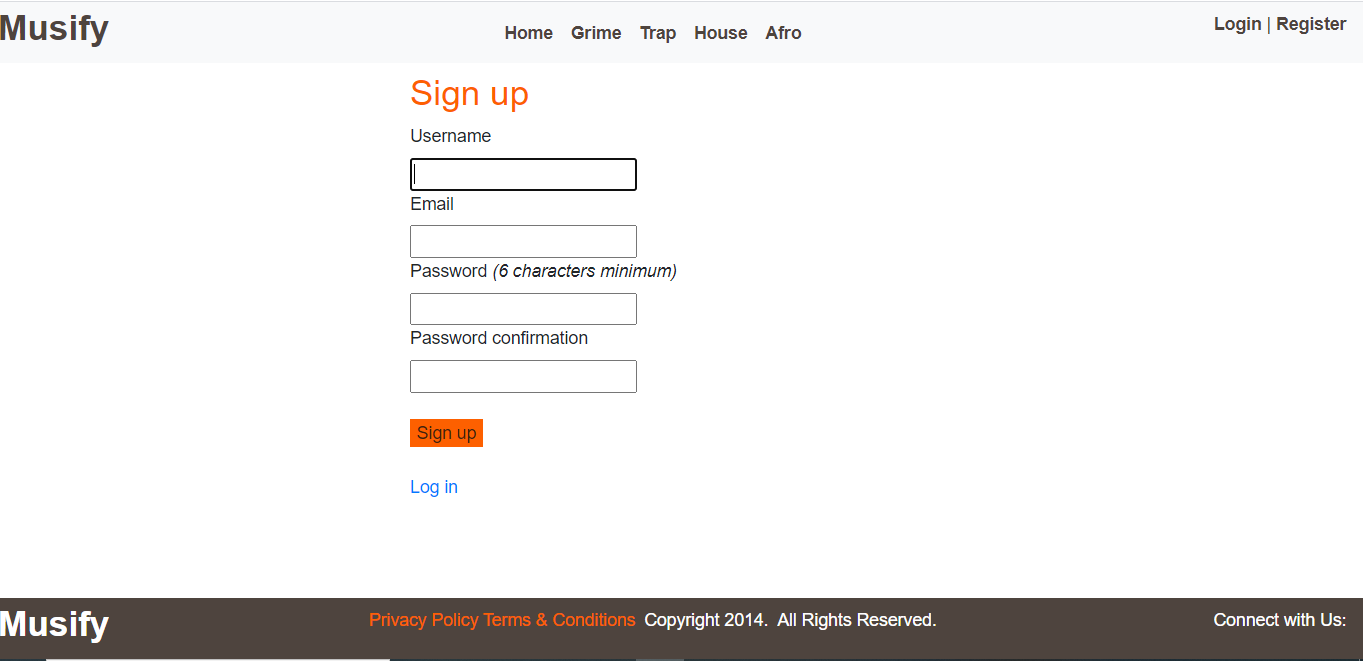 Musify
Home Grime Trap House Afro
Login | Register
Sign up
Username
Email
Password (6 characters minimum)
Password confirmation
Sign up
Log in
Musify
Privacy Policy Terms & Conditions Copyright 2014. All Rights Reserved.
Connect with Us: